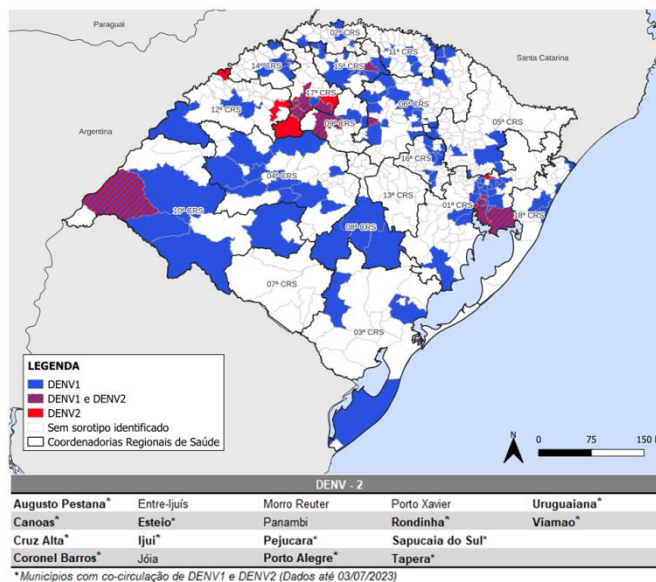 Paraguai
02ª CRS
Santa Catarina
11ª CRS
14ª CRS
15ª CRS
17ª CRS
12ª CRS
06ª CRS
Argentina
09ª CRS
05ª CRS
16ª CRS
04ª CRS
13ª CRS
10ª CRS
01ª CRS
18ª CRS
08ª CRS
07ª CRS
03ª CRS
LEGENDA
DENV1
DENV1 e DENV2
DENV2
Sem sorotipo identificado
Coordenadorias Regionais de Saúde
N
0 75 150
DENV - 2
Augusto Pestana* Entre-Ijuís Morro Reuter Porto Xavier Uruguaiana*
Canoas* Esteio* Panambi Rondinha* Viamao*
Cruz Alta* Ijui* Pejucara* Sapucaia do Sul*
Coronel Barros* Jóia Porto Alegre* Tapera*
*Municípios com co-circulação de DENV1 e DENV2 (Dados até 03/07/2023)